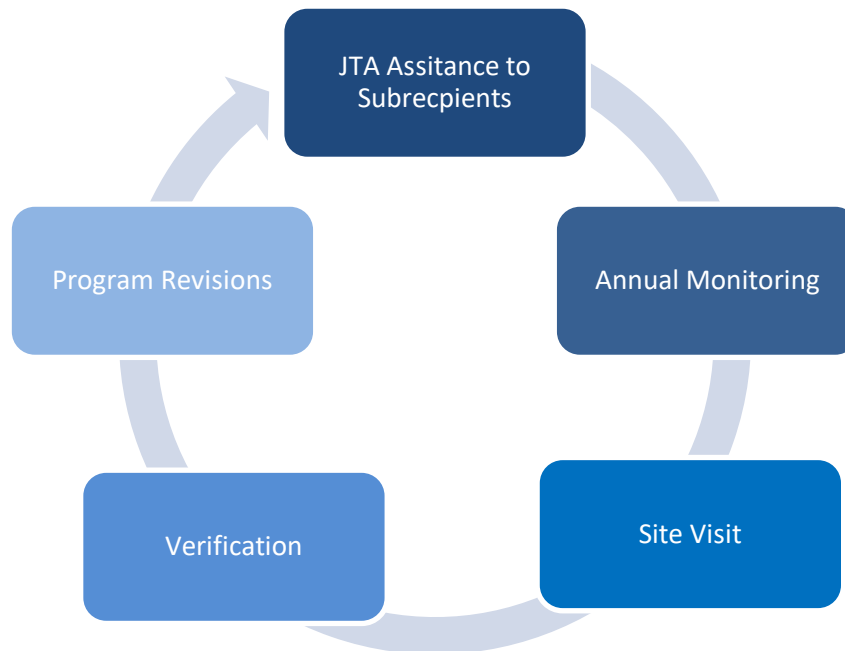 JTA Assitance to
Subrecpients
Annual Monitoring
Site Visit
Verification
Program Revisions